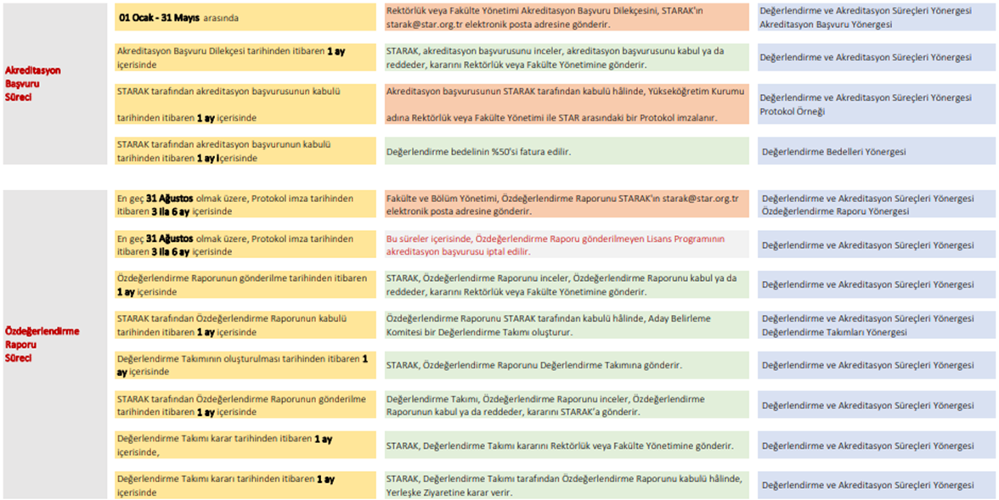 Akreditasyon
Başvuru
Süreci
01 Ocak - 31 Mayıs arasında
Rektörlük veya Fakülte Yönetimi Akreditasyon Başvuru Dilekçesini, STARAK'ın
starak@star.org.tr elektronik posta adresine gönderir.
Değerlendirme ve Akreditasyon Süreçleri Yönergesi
Akreditasyon Başvuru Yönergesi
Akreditasyon Başvuru Dilekçesi tarihinden itibaren 1 ay
içerisinde
STARAK, akreditasyon başvurusunu inceler, akreditasyon başvurusunu kabul ya da
reddeder, kararını Rektörlük veya Fakülte Yönetimine gönderir.
Değerlendirme ve Akreditasyon Süreçleri Yönergesi
STARAK tarafından akreditasyon başvurusunun kabulü
tarihinden itibaren 1 ay içerisinde
Akreditasyon başvurusunun STARAK tarafından kabulü hâlinde, Yükseköğretim Kurumu
adına Rektörlük veya Fakülte Yönetimi ile STAR arasındaki bir Protokol imzalanır.
Değerlendirme ve Akreditasyon Süreçleri Yönergesi
Protokol Örneği
STARAK tarafından akreditasyon başvurunun kabulü
tarihinden itibaren 1 ay içerisinde
Değerlendirme bedelinin %50'si fatura edilir.
Değerlendirme Bedelleri Yönergesi
Özdeğerlendirme
Raporu
Süreci
En geç 31 Ağustos olmak üzere, Protokol imza tarihinden
itibaren 3 ila 6 ay içerisinde
Fakülte ve Bölüm Yönetimi, Özdeğerlendirme Raporunu STARAK'ın starak@star.org.tr
elektronik posta adresine gönderir.
Değerlendirme ve Akreditasyon Süreçleri Yönergesi
Özdeğerlendirme Raporu Yönergesi
En geç 31 Ağustos olmak üzere, Protokol imza tarihinden
itibaren 3 ila 6 ay içerisinde
Bu süreler içerisinde, Özdeğerlendirme Raporu gönderilmeyen Lisans Programının
akreditasyon başvurusu iptal edilir.
Değerlendirme ve Akreditasyon Süreçleri Yönergesi
Özdeğerlendirme Raporunun gönderilme tarihinden itibaren
1 ay içerisinde
STARAK, Özdeğerlendirme Raporunu inceler, Özdeğerlendirme Raporunu kabul ya da
reddeder, kararını Rektörlük veya Fakülte Yönetimine gönderir.
Değerlendirme ve Akreditasyon Süreçleri Yönergesi
STARAK tarafından Özdeğerlendirme Raporunun kabulü
tarihinden itibaren 1 ay içerisinde
Özdeğerlendirme Raporunu STARAK tarafından kabulü hâlinde, Aday Belirleme
Komitesi bir Değerlendirme Takımı oluşturur.
Değerlendirme ve Akreditasyon Süreçleri Yönergesi
Değerlendirme Takımları Yönergesi
Değerlendirme Takımının oluşturulması tarihinden itibaren 1
ay içerisinde
STARAK, Özdeğerlendirme Raporunu Değerlendirme Takımına gönderir.
Değerlendirme ve Akreditasyon Süreçleri Yönergesi
STARAK tarafından Özdeğerlendirme Raporunun gönderilme
tarihinden itibaren 1 ay içerisinde
Değerlendirme Takımı, Özdeğerlendirme Raporunu inceler, Özdeğerlendirme
Raporunun kabul ya da reddeder, kararını STARAK'a gönderir.
Değerlendirme ve Akreditasyon Süreçleri Yönergesi
Değerlendirme Takımı karar tarihinden itibaren 1 ay
içerisinde,
STARAK, Değerlendirme Takımı kararını Rektörlük veya Fakülte Yönetimine gönderir.
Değerlendirme ve Akreditasyon Süreçleri Yönergesi
Değerlendirme Takımı kararı tarihinden itibaren 1 ay
içerisinde
STARAK, Değerlendirme Takımı tarafından Özdeğerlendirme Raporunu kabulü hâlinde,
Yerleşke Ziyaretine karar verir.
Değerlendirme ve Akreditasyon Süreçleri Yönergesi